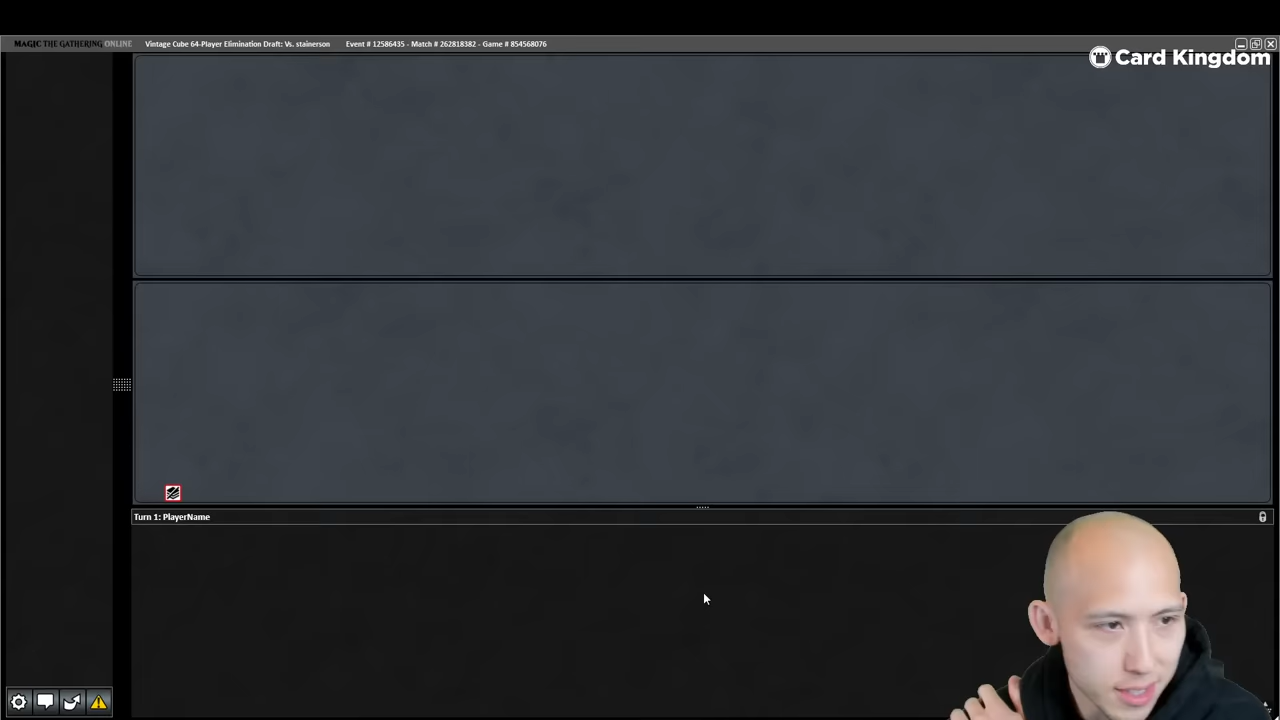 MAGIC THE GATHERING ONLINE Vintage Cube 64-Player Elimination Draft: Vs. stainerson Event # 12586435 - Match # 262818382 - Game # 854568076
Card Kingdom
Turn 1: PlayerName